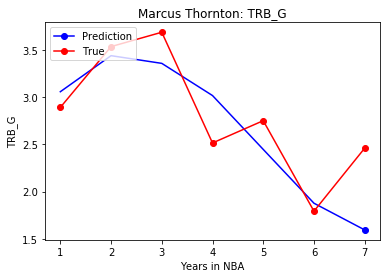 Marcus Thornton: TRB_G
Prediction
True
3.5
3.0
2.5
2.0
1.5
TRB_G
1 2 3 4 5 6 7
Years in NBA